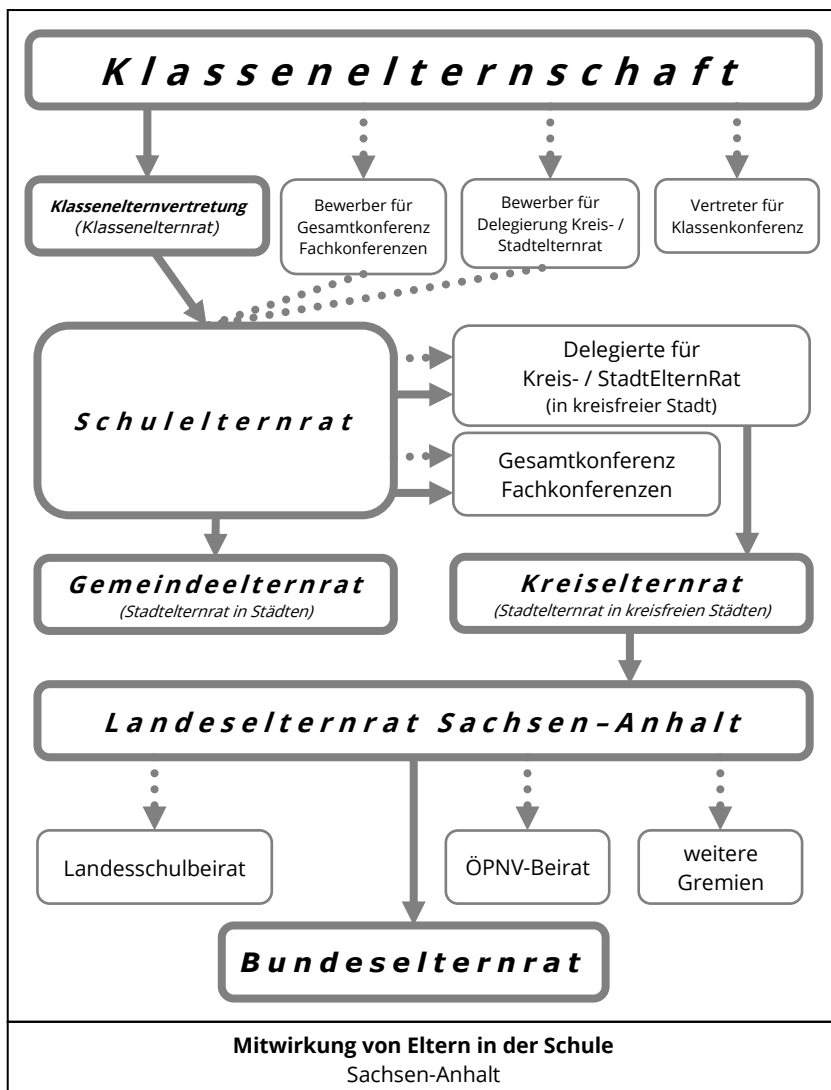 Klassenelternschaft
Klassenelternvertretung
(Klassenelternrat)
Bewerber für
Gesamtkonferenz
Fachkonferenzen
Bewerber für
Delegierung Kreis- /
Stadtelternrat
Vertreter für
Klassenkonferenz
Schulelternrat
Delegierte für
Kreis- / StadtElternRat
(in kreisfreier Stadt)
Gesamtkonferenz
Fachkonferenzen
Gemeindeelternrat
(Stadtelternrat in Städten)
Kreiselternrat
(Stadtelternrat in kreisfreien Städten)
Landeselternrat Sachsen–Anhalt
Landesschulbeirat
ÖPNV-Beirat
weitere
Gremien
Bundeselternrat
Mitwirkung von Eltern in der Schule
Sachsen-Anhalt